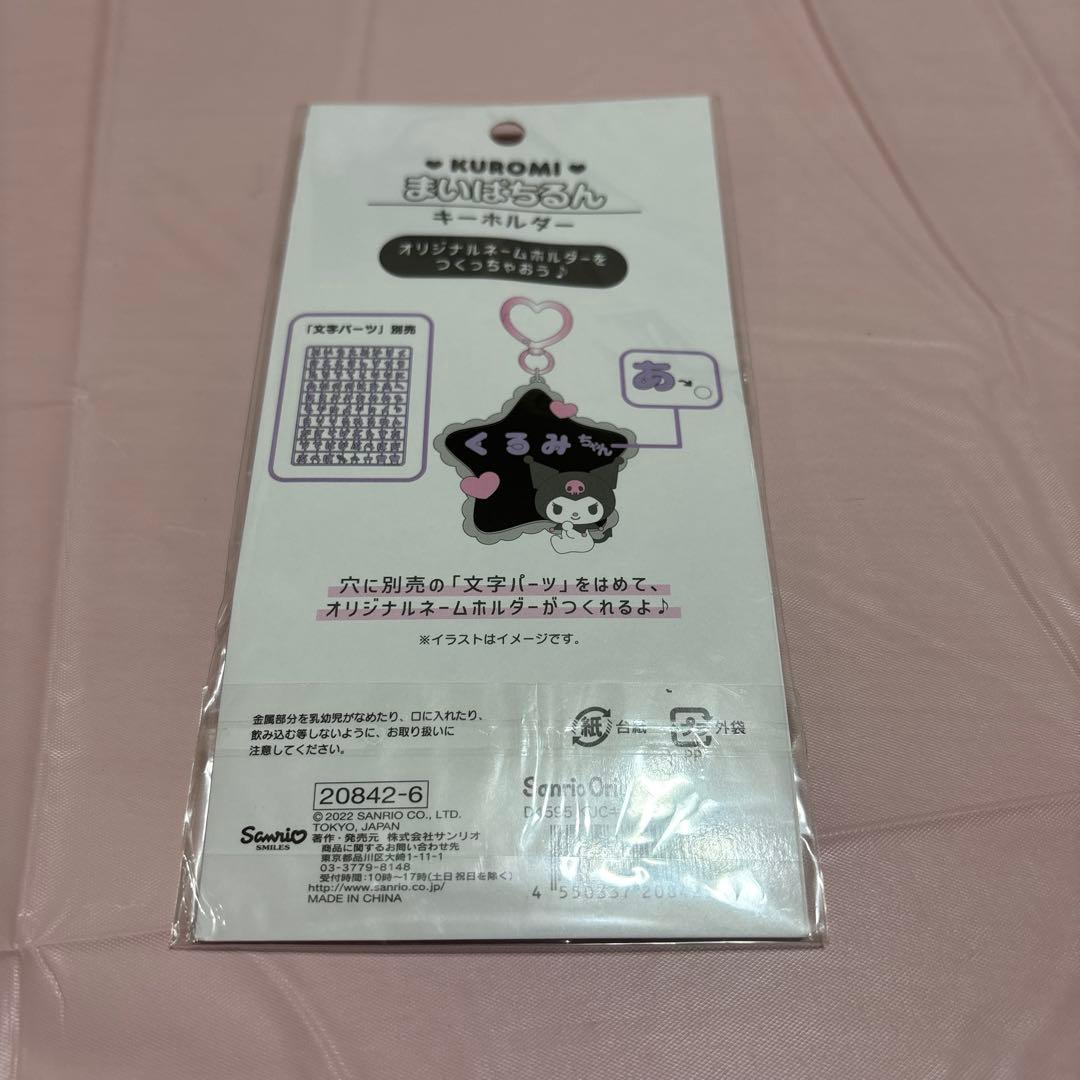 KUROMI
まいぱちるん
キーホルダー
オリジナルネームホルダーを
つくっちゃおう♪
「文字パーツ」別売
あ
くるみちゃん
穴に別売の「文字パーツ」をはめて、
オリジナルネームホルダーがつくれるよ♪
※イラストはイメージです。
金属部分を乳幼児がなめたり、口に入れたり、
飲み込む等しないように、お取り扱いに
注意してください。
紙 台紙
外袋
PP
20842-6
©2022 SANRIO CO., LTD.
TOKYO, JAPAN
Sanrio
SMILES
著作・発売元 株式会社サンリオ
商品に関するお問い合わせ先
東京都品川区大崎1-11-1
03-3779-8148
受付時間:10時~17時(土日祝日を除く)
http://www.sanrio.co.jp/
MADE IN CHINA
Sanrio
4 550337